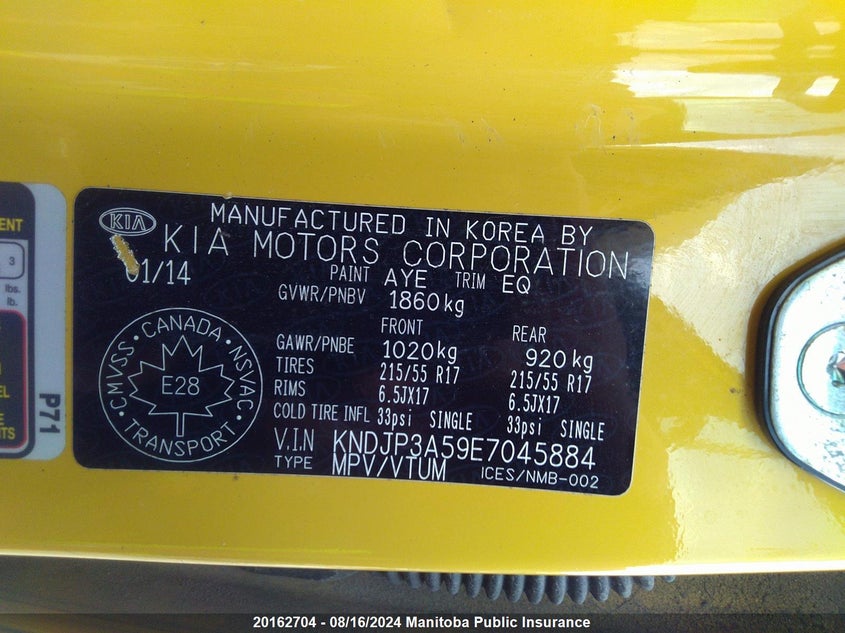 MANUFACTURED IN KOREA BY
KIA
KIA MOTORS CORPORATION
01/14
PAINT AYE TRIM EQ
GVWR/PNBV 1860kg
FRONT REAR
GAWR/PNBE 1020kg 920kg
TIRES 215/55 R17 215/55 R17
RIMS 6.5JX17 6.5JX17
COLD TIRE INFL 33psi SINGLE 33psi SINGLE
V.I.N KNDJP3A59E7045884
TYPE MPV/VTUM ICES/NMB-002
·CMVSS·CANADA·NSVAC·TRANSPORT
E28
3
lbs.
lb.
P71
20162704 - 08/16/2024 Manitoba Public Insurance